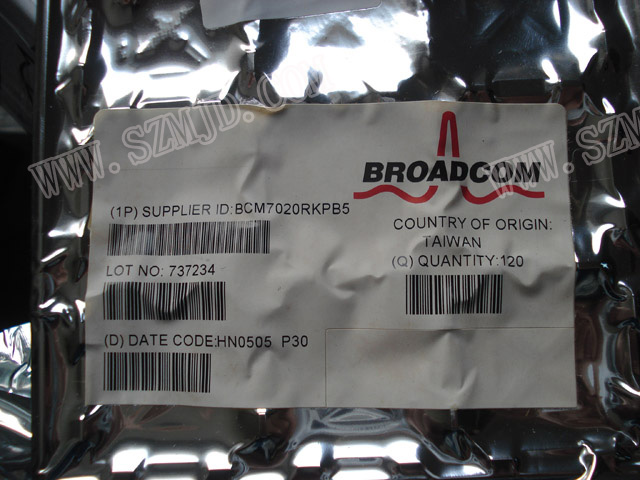 WWW.SZMJD.COM
WWW.SZM
BROADCOM
(1P) SUPPLIER ID:BCM7020RKPB5
COUNTRY OF ORIGIN:
TAIWAN
LOT NO: 737234
(Q) QUANTITY:120
(D) DATE CODE:HN0505 P30